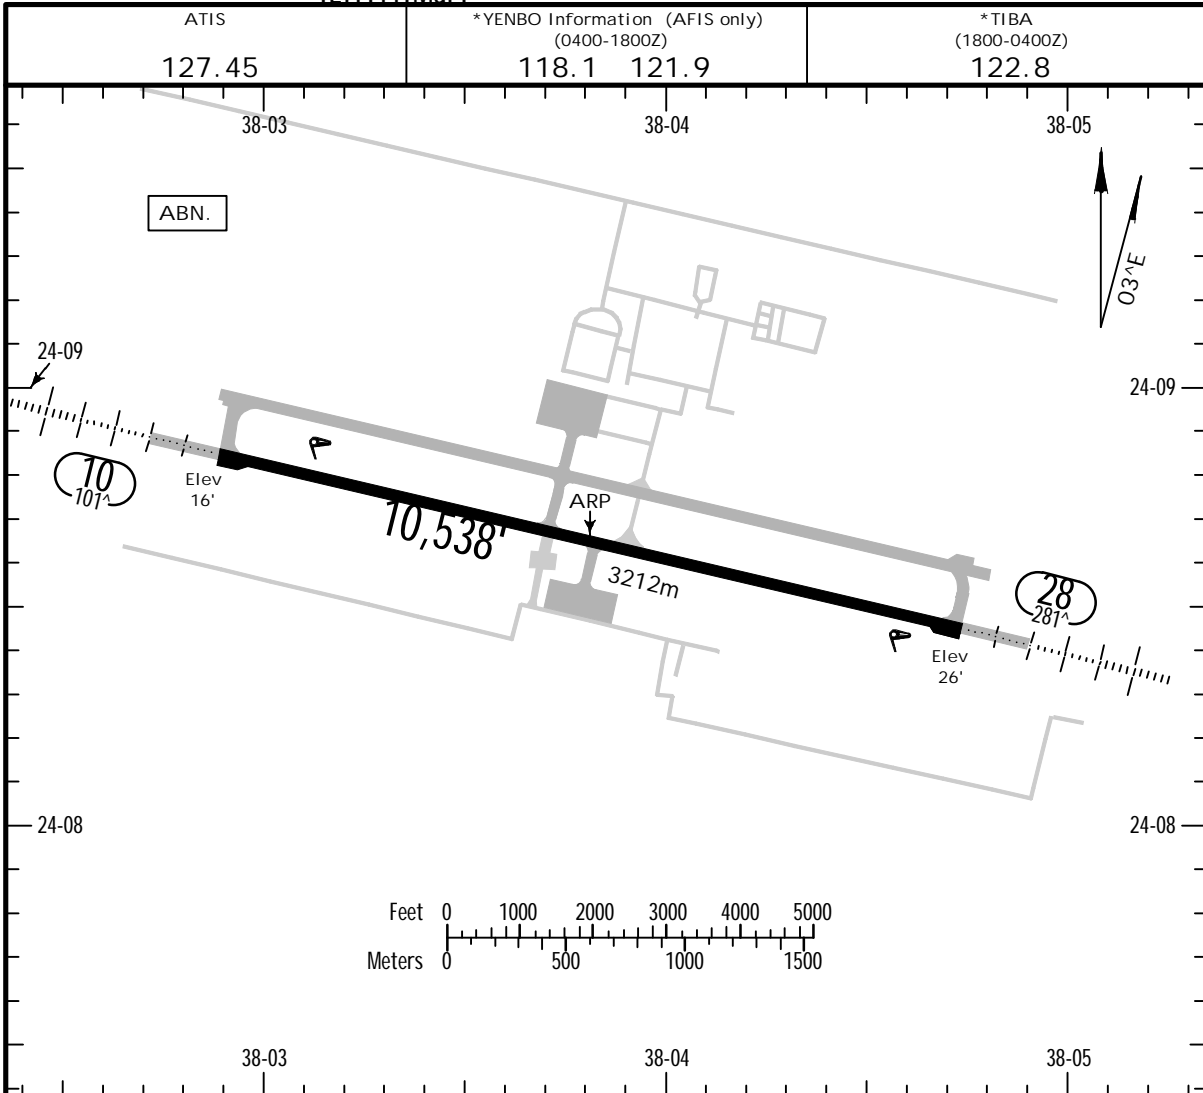 ATIS
127.45
*YENBO Information (AFIS only)
(0400-1800Z)
118.1 121.9
*TIBA
(1800-0400Z)
122.8
38-03
38-04
38-05
ABN.
03^E
24-09
24-09
10
101^
Elev
16'
ARP
10,538'
3212m
28
281^
Elev
26'
24-08
24-08
Feet 0 1000 2000 3000 4000 5000
Meters 0 500 1000 1500
38-03
38-04
38-05